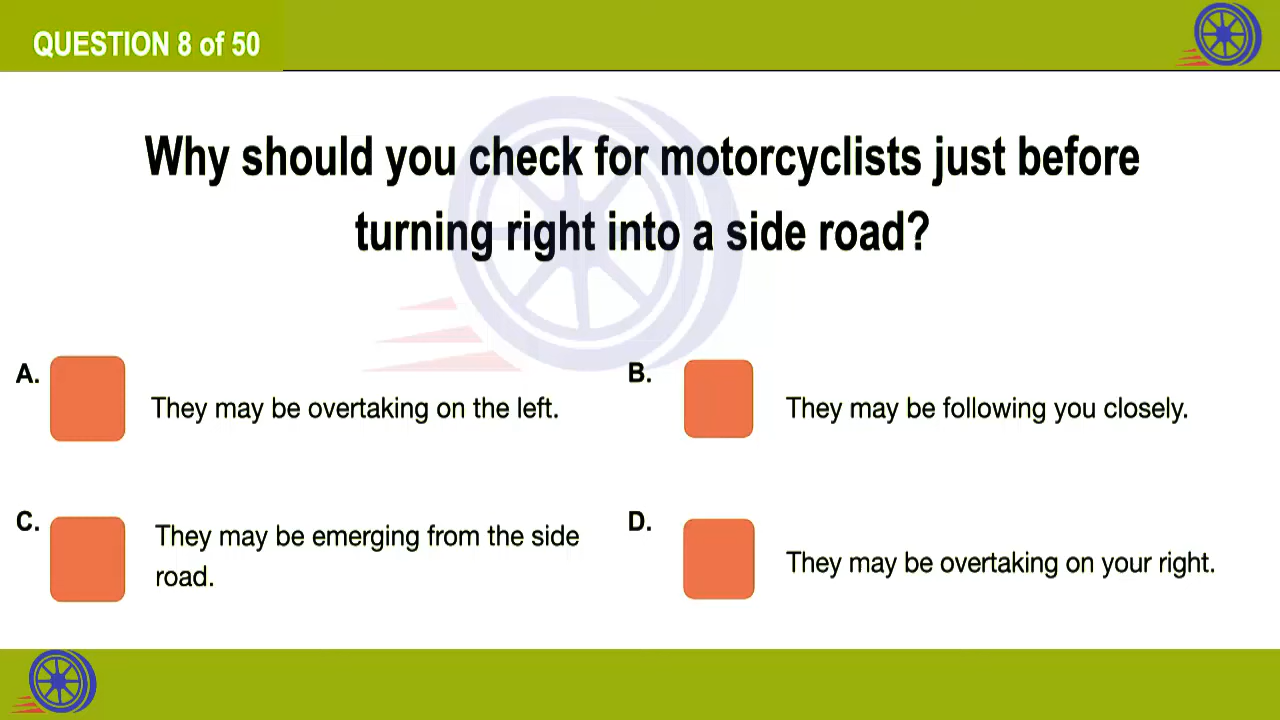 QUESTION 8 of 50
Why should you check for motorcyclists just before
turning right into a side road?
A.
They may be overtaking on the left.
B.
They may be following you closely.
C.
They may be emerging from the side
road.
D.
They may be overtaking on your right.